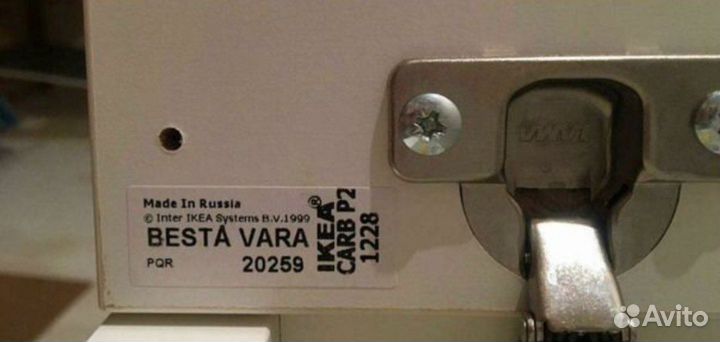 Made In Russia
© Inter IKEA Systems B.V.1999
BESTÅ VARA
PQR 20259
IKEA®
CARB P2
1228
Avito